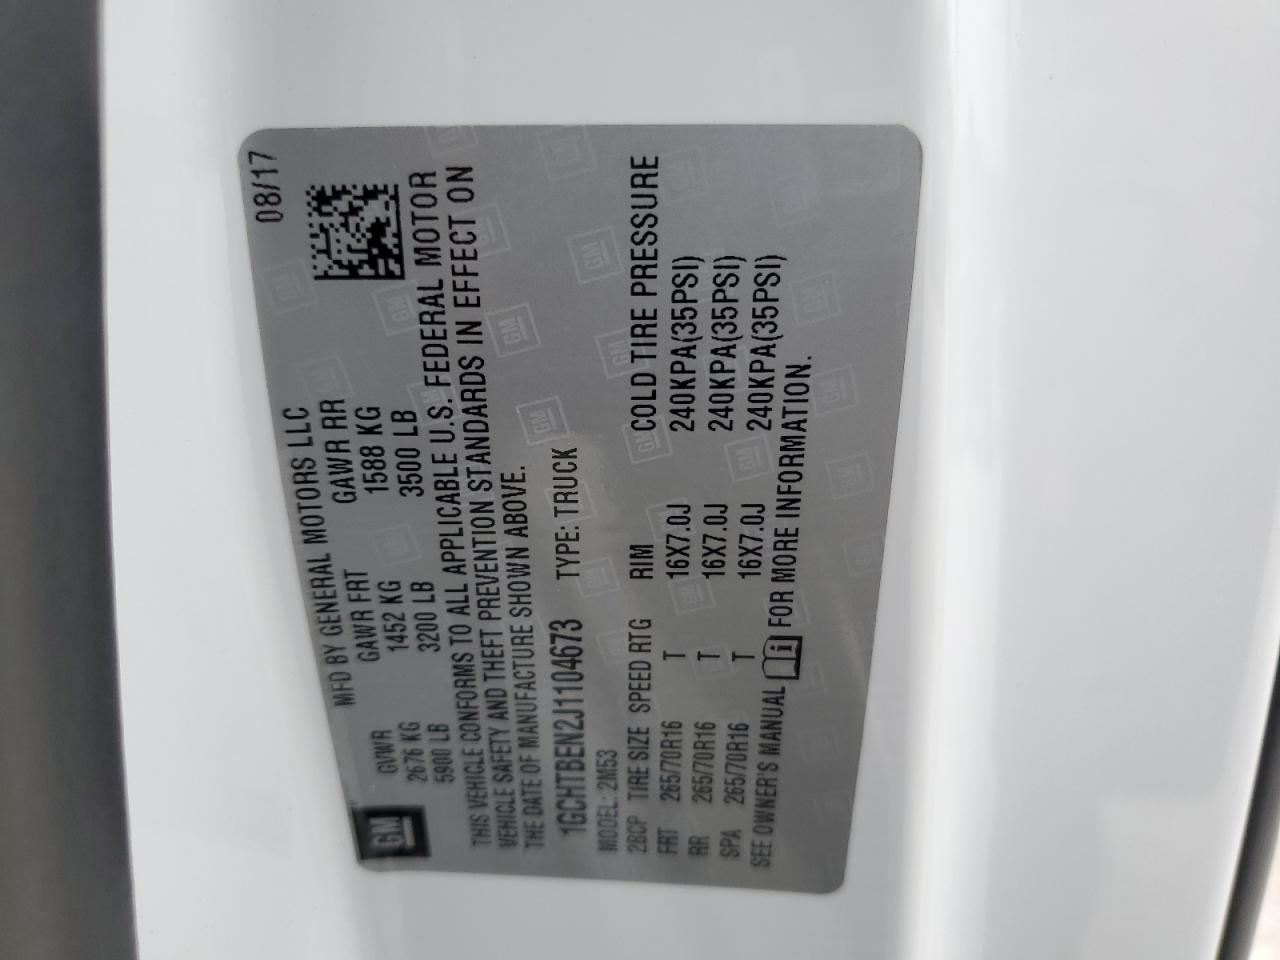 GM
MFD BY GENERAL MOTORS LLC 08/17
GVWR GAWR FRT GAWR RR
2676 KG 1452 KG 1588 KG
5900 LB 3200 LB 3500 LB
THIS VEHICLE CONFORMS TO ALL APPLICABLE U.S. FEDERAL MOTOR
VEHICLE SAFETY AND THEFT PREVENTION STANDARDS IN EFFECT ON
THE DATE OF MANUFACTURE SHOWN ABOVE.
1GCHTBEN2J1104673 TYPE: TRUCK
MODEL: 2M53
2BCP TIRE SIZE SPEED RTG RIM COLD TIRE PRESSURE
FRT 265/70R16 T 16X7.0J 240KPA(35PSI)
RR 265/70R16 T 16X7.0J 240KPA(35PSI)
SPA 265/70R16 T 16X7.0J 240KPA(35PSI)
SEE OWNER'S MANUAL i FOR MORE INFORMATION.